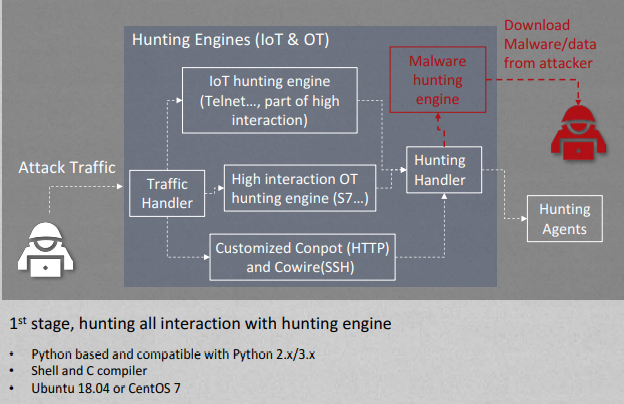 Hunting Engines (IoT & OT)
Download
Malware/data
from attacker
Malware
hunting
engine
IoT hunting engine
(Telnet..., part of high
interaction)
Attack Traffic
Traffic
Handler
High interaction OT
hunting engine (S7...)
Hunting
Handler
Hunting
Agents
Customized Conpot (HTTP)
and Cowire(SSH)
1st stage, hunting all interaction with hunting engine
• Python based and compatible with Python 2.x/3.x
• Shell and C compiler
• Ubuntu 18.04 or CentOS 7